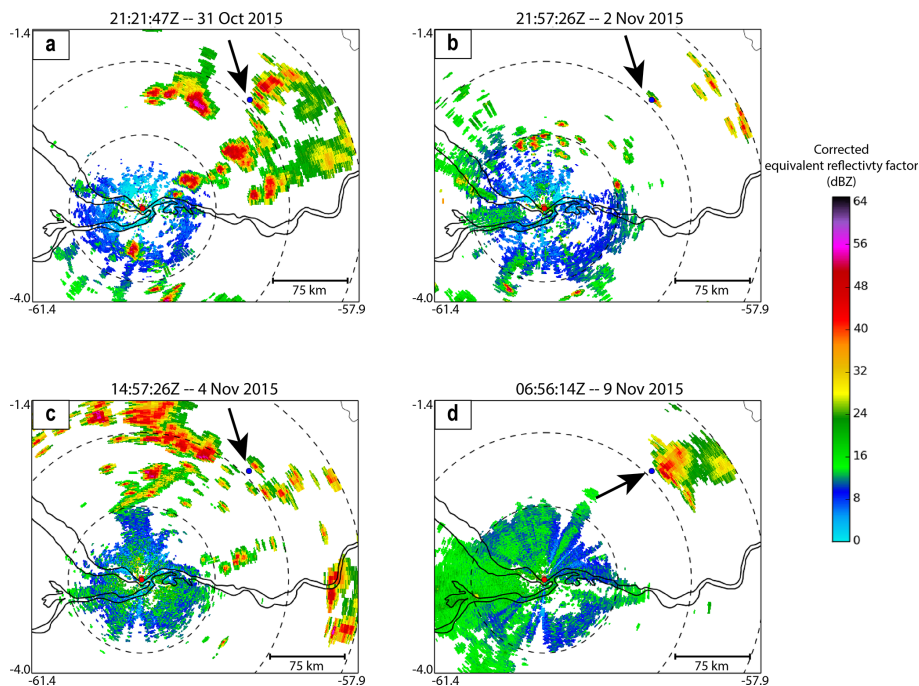 21:21:47Z -- 31 Oct 2015
21:57:26Z -- 2 Nov 2015
-1.4
a
-1.4
b
75 km
75 km
-4.0
-4.0
-61.4
-57.9
-61.4
-57.9
Corrected
equivalent reflectivty factor
(dBZ)
64
56
48
40
32
24
16
8
0
14:57:26Z -- 4 Nov 2015
06:56:14Z -- 9 Nov 2015
-1.4
c
-1.4
d
75 km
75 km
-4.0
-4.0
-61.4
-57.9
-61.4
-57.9